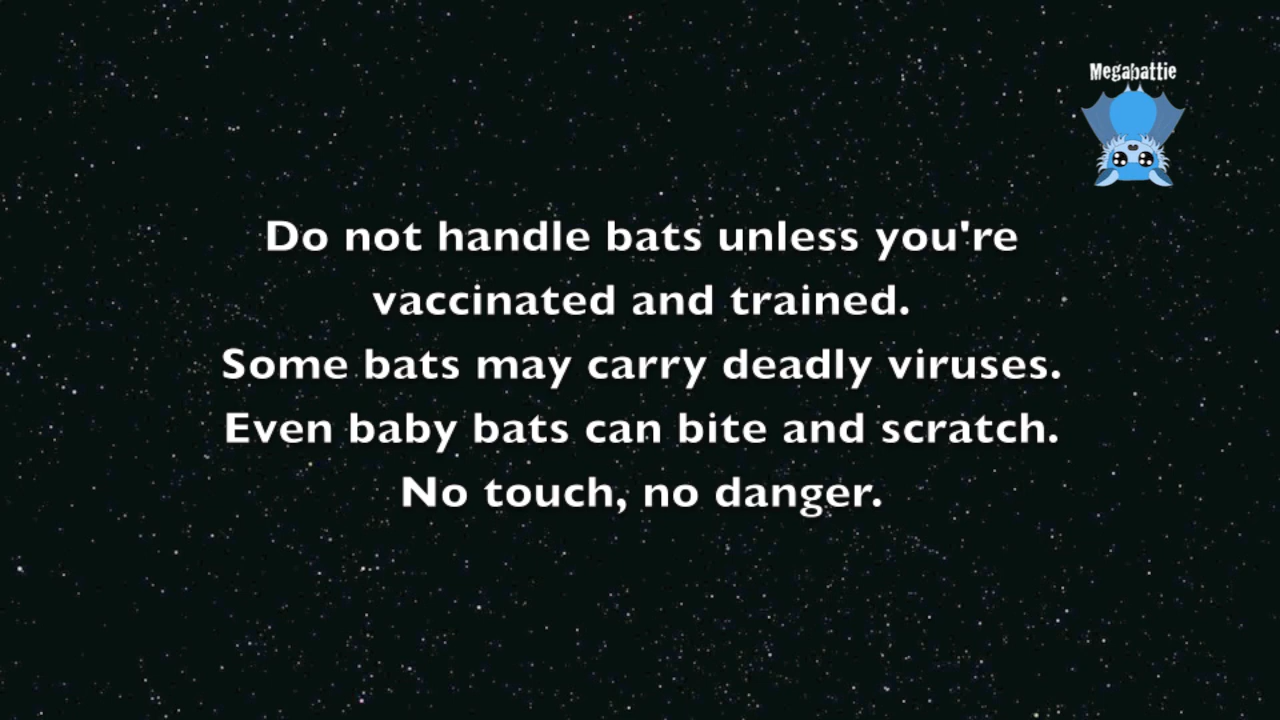 Megabattie
Do not handle bats unless you're
vaccinated and trained.
Some bats may carry deadly viruses.
Even baby bats can bite and scratch.
No touch, no danger.